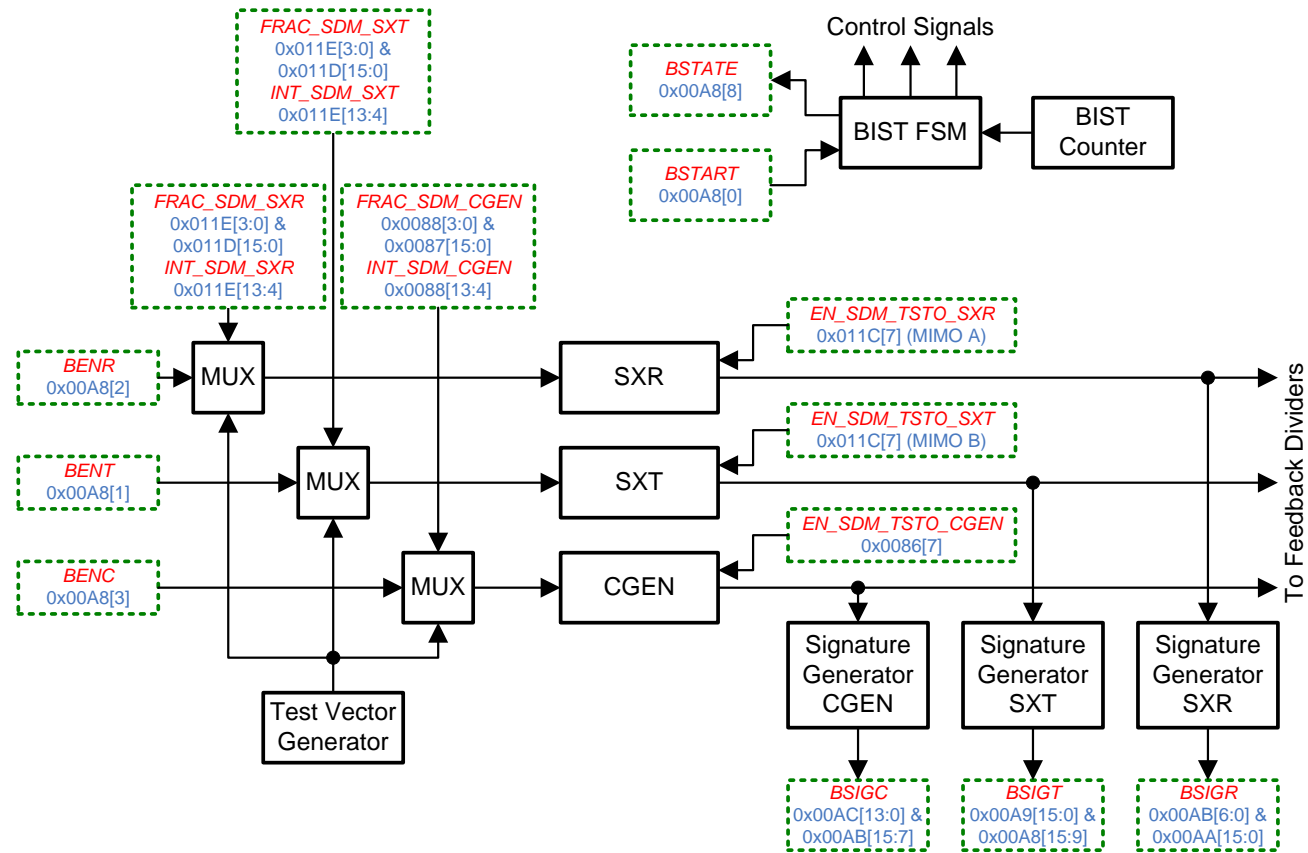 FRAC_SDM_SXT
0x011E[3:0] &
0x011D[15:0]
INT_SDM_SXT
0x011E[13:4]
Control Signals
BSTATE
0x00A8[8]
BIST FSM
BIST
Counter
BSTART
0x00A8[0]
FRAC_SDM_SXR
0x011E[3:0] &
0x011D[15:0]
INT_SDM_SXR
0x011E[13:4]
FRAC_SDM_CGEN
0x0088[3:0] &
0x0087[15:0]
INT_SDM_CGEN
0x0088[13:4]
BENR
0x00A8[2]
MUX
SXR
EN_SDM_TSTO_SXR
0x011C[7] (MIMO A)
BENT
0x00A8[1]
MUX
SXT
EN_SDM_TSTO_SXT
0x011C[7] (MIMO B)
BENC
0x00A8[3]
MUX
CGEN
EN_SDM_TSTO_CGEN
0x0086[7]
To Feedback Dividers
Test Vector
Generator
Signature
Generator
CGEN
Signature
Generator
SXT
Signature
Generator
SXR
BSIGC
0x00AC[13:0] &
0x00AB[15:7]
BSIGT
0x00A9[15:0] &
0x00A8[15:9]
BSIGR
0x00AB[6:0] &
0x00AA[15:0]